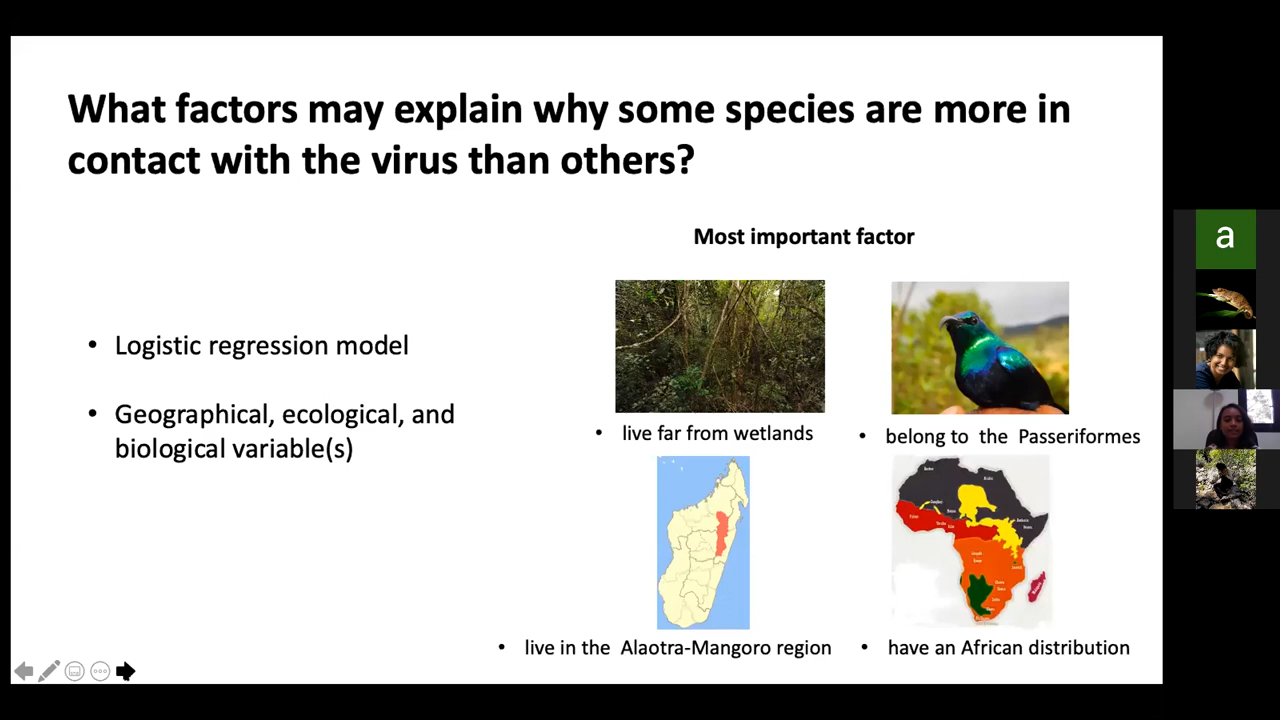 What factors may explain why some species are more in
contact with the virus than others?
Most important factor
• Logistic regression model
• Geographical, ecological, and
biological variable(s)
• live far from wetlands
• belong to the Passeriformes
• live in the Alaotra-Mangoro region
• have an African distribution
a